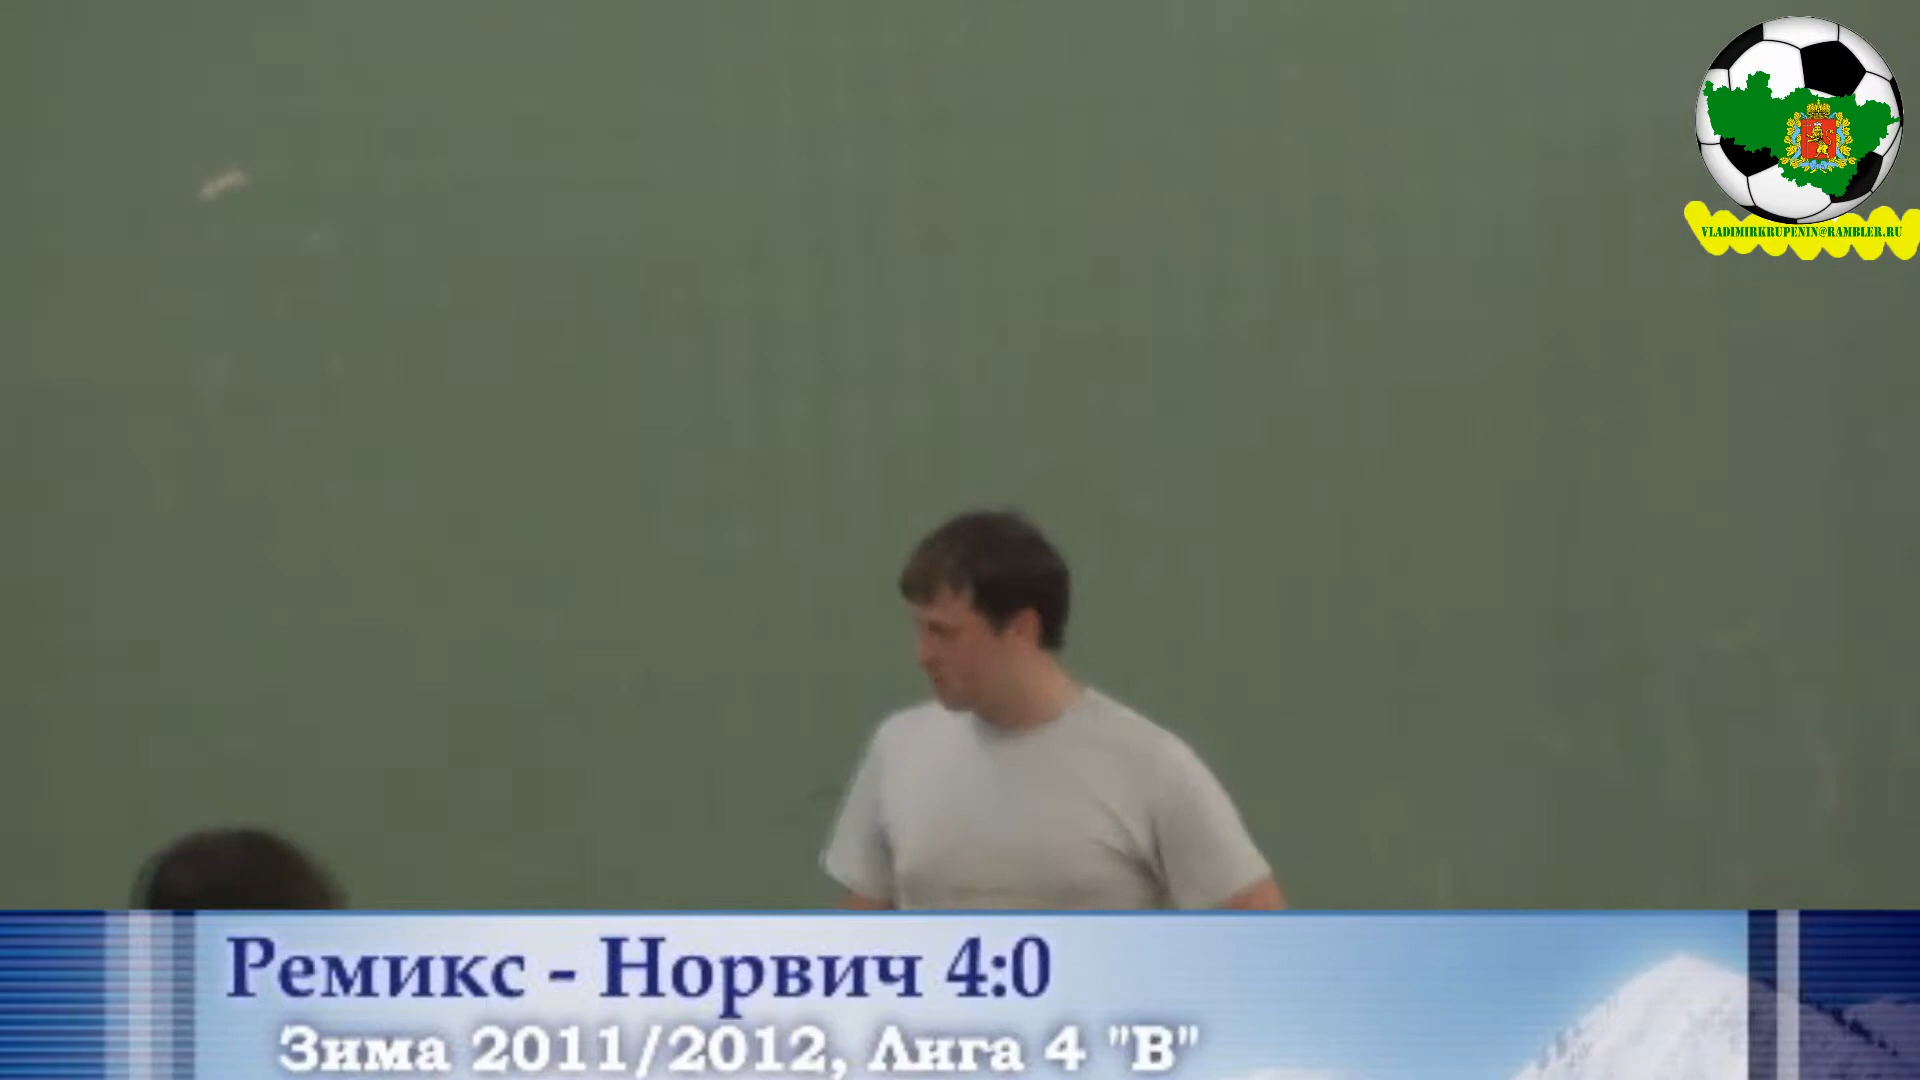 VLADIMIRKRUPENIN@RAMBLER.RU
Ремикс - Норвич 4:0
Зима 2011/2012, Лига 4 "В"